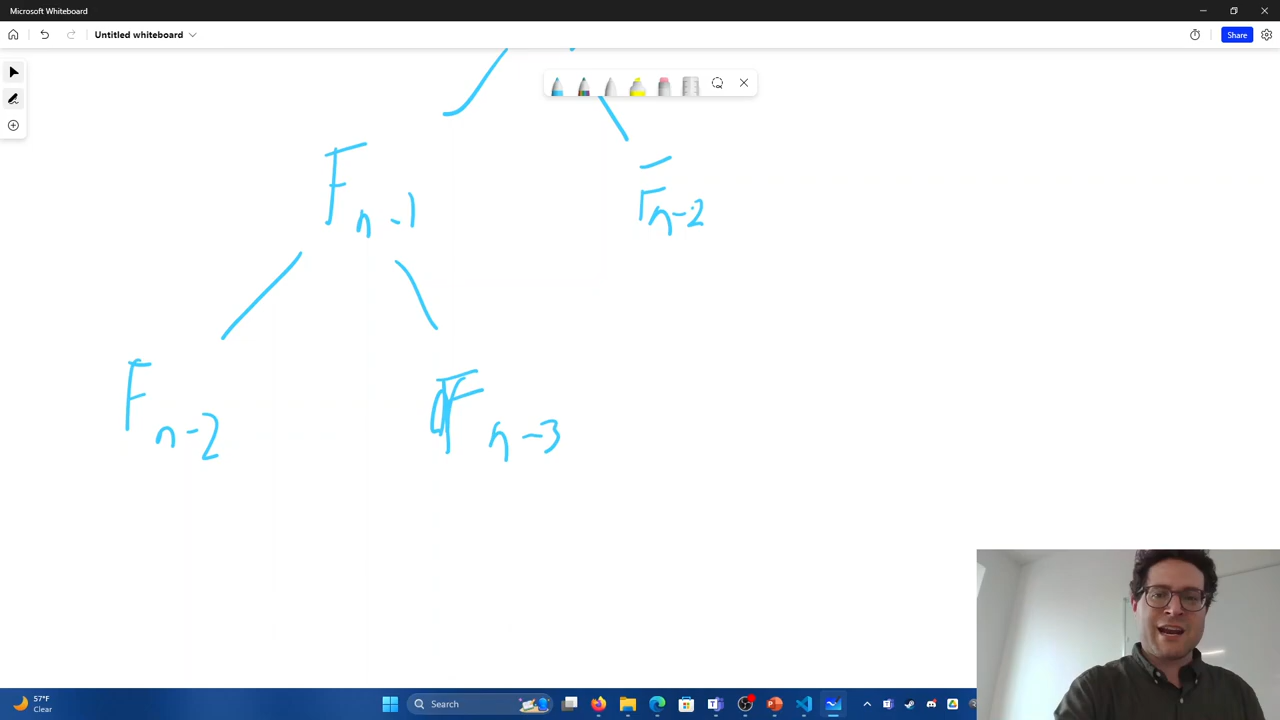 Microsoft Whiteboard
Untitled whiteboard
Share
F n-1
F n-2
F n-2
F n-3
57°F
Clear
Search